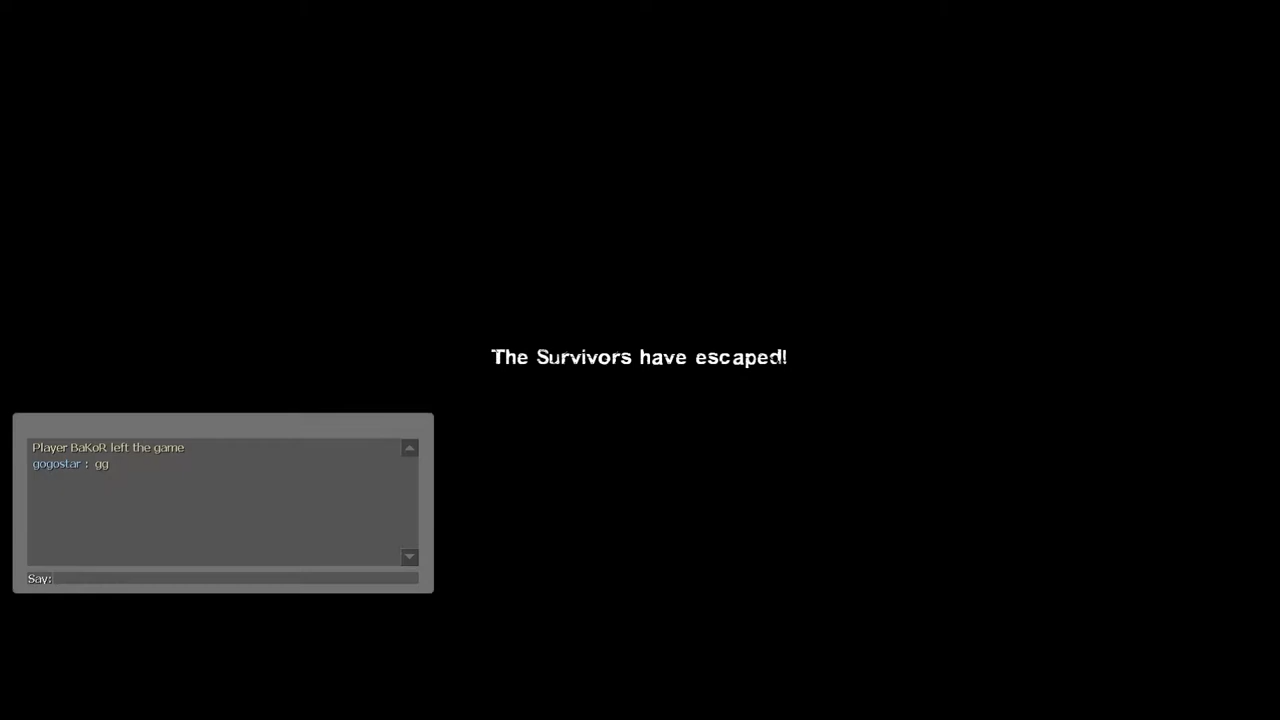 The Survivors have escaped!
Player BaKoR left the game
gogostar : gg
Say: